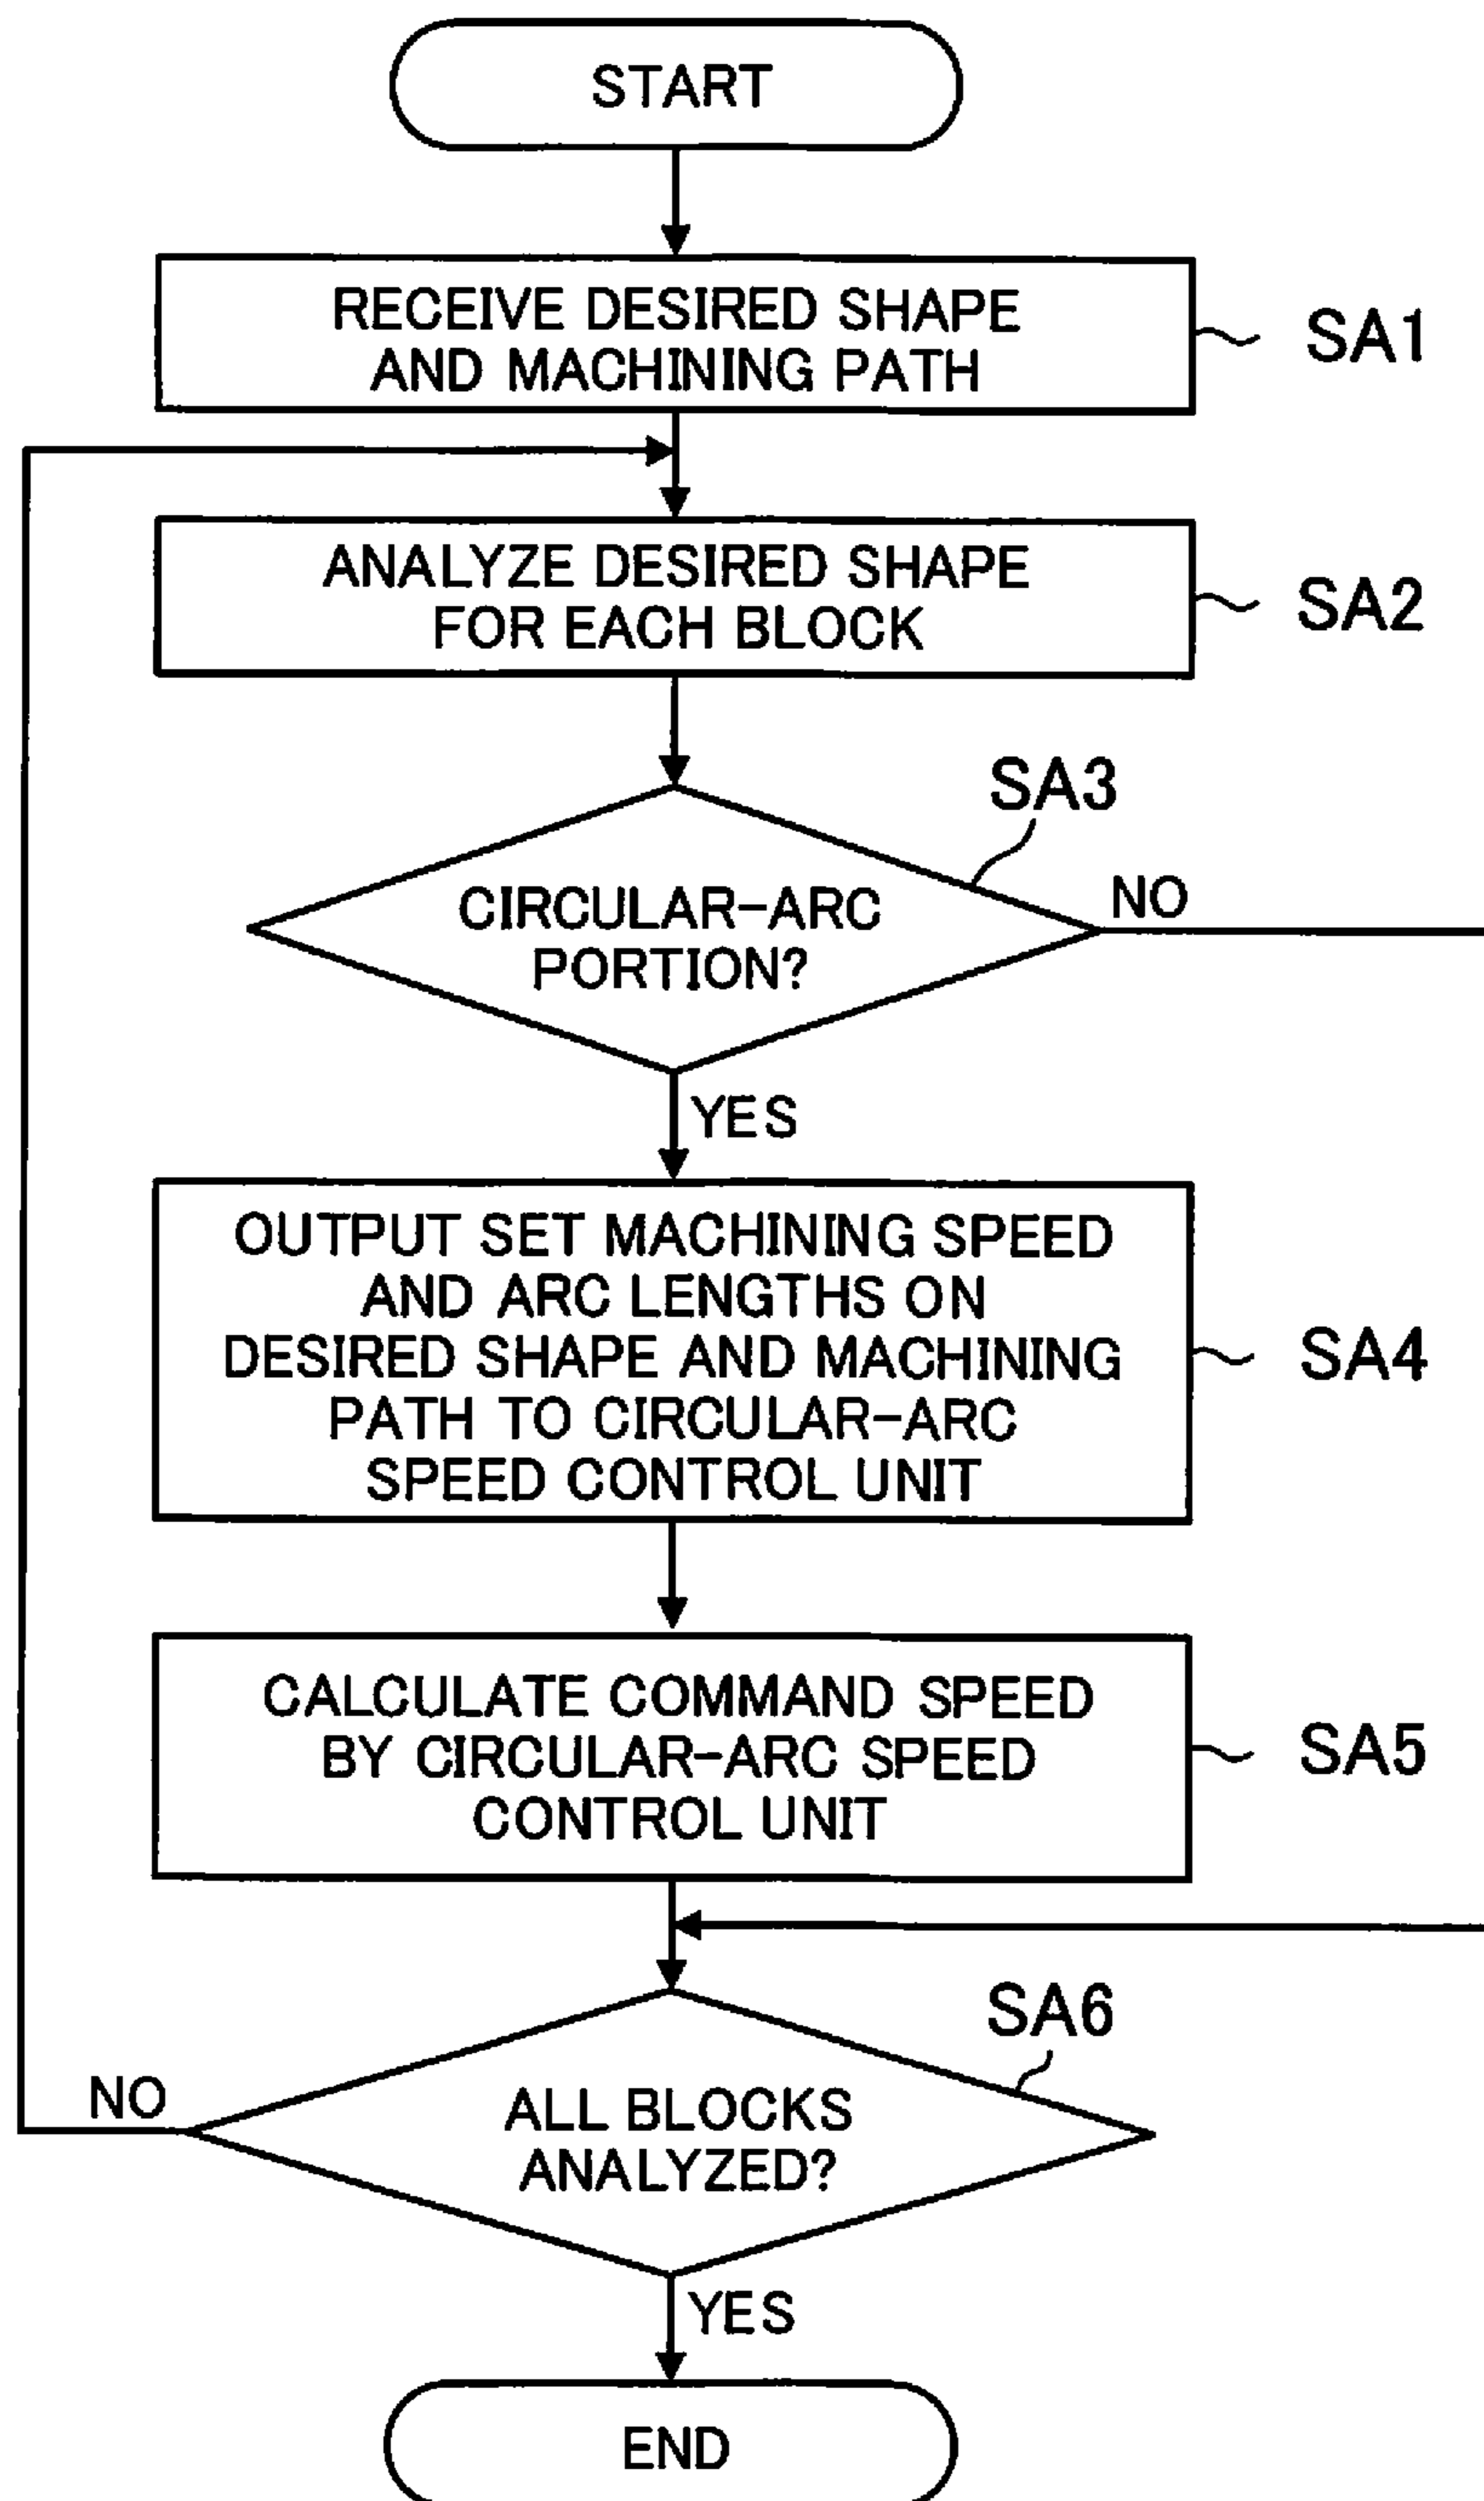 START
RECEIVE DESIRED SHAPE
AND MACHINING PATH
SA1
ANALYZE DESIRED SHAPE
FOR EACH BLOCK
SA2
SA3
CIRCULAR-ARC
PORTION?
NO
YES
OUTPUT SET MACHINING SPEED
AND ARC LENGTHS ON
DESIRED SHAPE AND MACHINING
PATH TO CIRCULAR-ARC
SPEED CONTROL UNIT
SA4
CALCULATE COMMAND SPEED
BY CIRCULAR-ARC SPEED
CONTROL UNIT
SA5
SA6
NO
ALL BLOCKS
ANALYZED?
YES
END